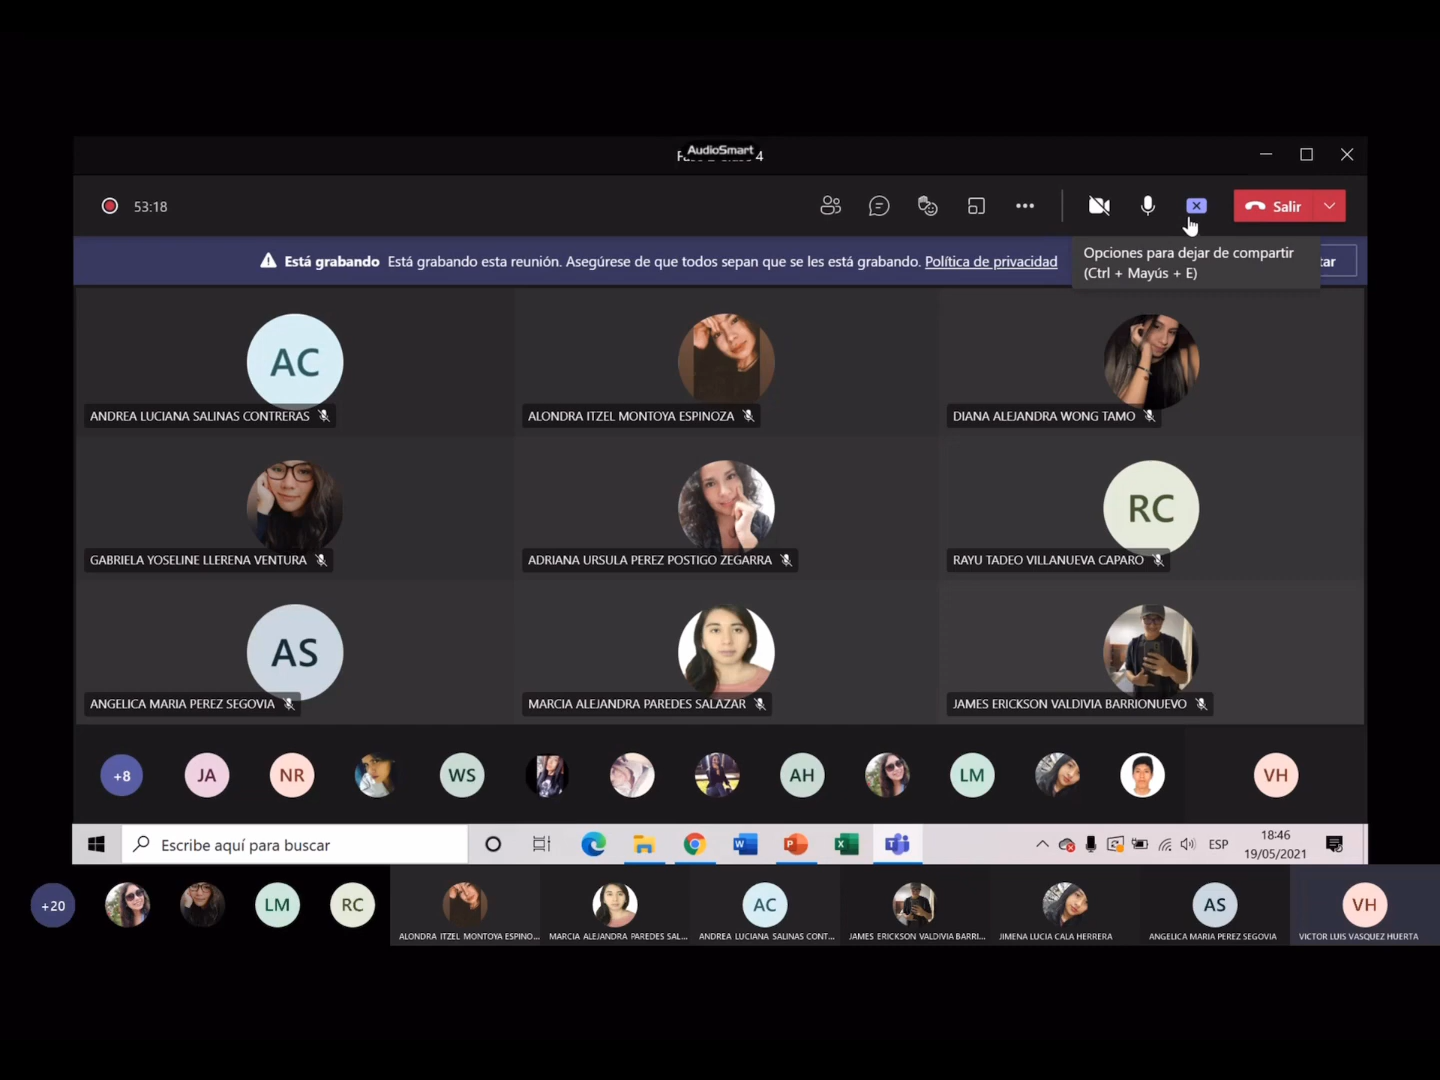 AudioSmart
4
53:18
Salir
Está grabando Está grabando esta reunión. Asegúrese de que todos sepan que se les está grabando. Política de privacidad
Opciones para dejar de compartir
(Ctrl + Mayús + E)
tar
AC
ANDREA LUCIANA SALINAS CONTRERAS
ALONDRA ITZEL MONTOYA ESPINOZA
DIANA ALEJANDRA WONG TAMO
GABRIELA YOSELINE LLERENA VENTURA
ADRIANA URSULA PEREZ POSTIGO ZEGARRA
RC
RAYU TADEO VILLANUEVA CAPARO
AS
ANGELICA MARIA PEREZ SEGOVIA
MARCIA ALEJANDRA PAREDES SALAZAR
JAMES ERICKSON VALDIVIA BARRIONUEVO
+8 JA NR WS AH LM VH
Escribe aquí para buscar
ESP
18:46
19/05/2021
+20 LM RC AC AS VH
ALONDRA ITZEL MONTOYA ESPINO...
MARCIA ALEJANDRA PAREDES SAL...
ANDREA LUCIANA SALINAS CONT...
JAMES ERICKSON VALDIVIA BARRI...
JIMENA LUCIA CALA HERRERA
ANGELICA MARIA PEREZ SEGOVIA
VICTOR LUIS VASQUEZ HUERTA